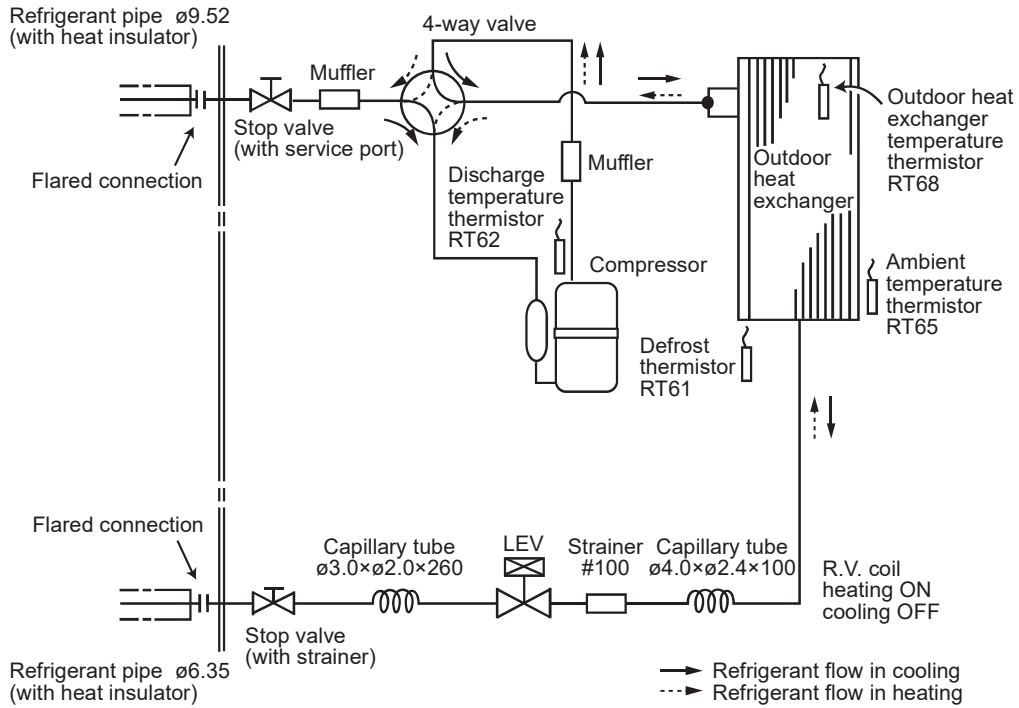 Refrigerant pipe ø9.52
(with heat insulator)
4-way valve
Muffler
Stop valve
(with service port)
Flared connection
Muffler
Discharge
temperature
thermistor
RT62
Compressor
Outdoor
heat
exchanger
Outdoor heat
exchanger
temperature
thermistor
RT68
Ambient
temperature
thermistor
RT65
Defrost
thermistor
RT61
Flared connection
Capillary tube
ø3.0×ø2.0×260
LEV
Strainer
#100
Capillary tube
ø4.0×ø2.4×100
R.V. coil
heating ON
cooling OFF
Stop valve
(with strainer)
Refrigerant pipe ø6.35
(with heat insulator)
Refrigerant flow in cooling
Refrigerant flow in heating